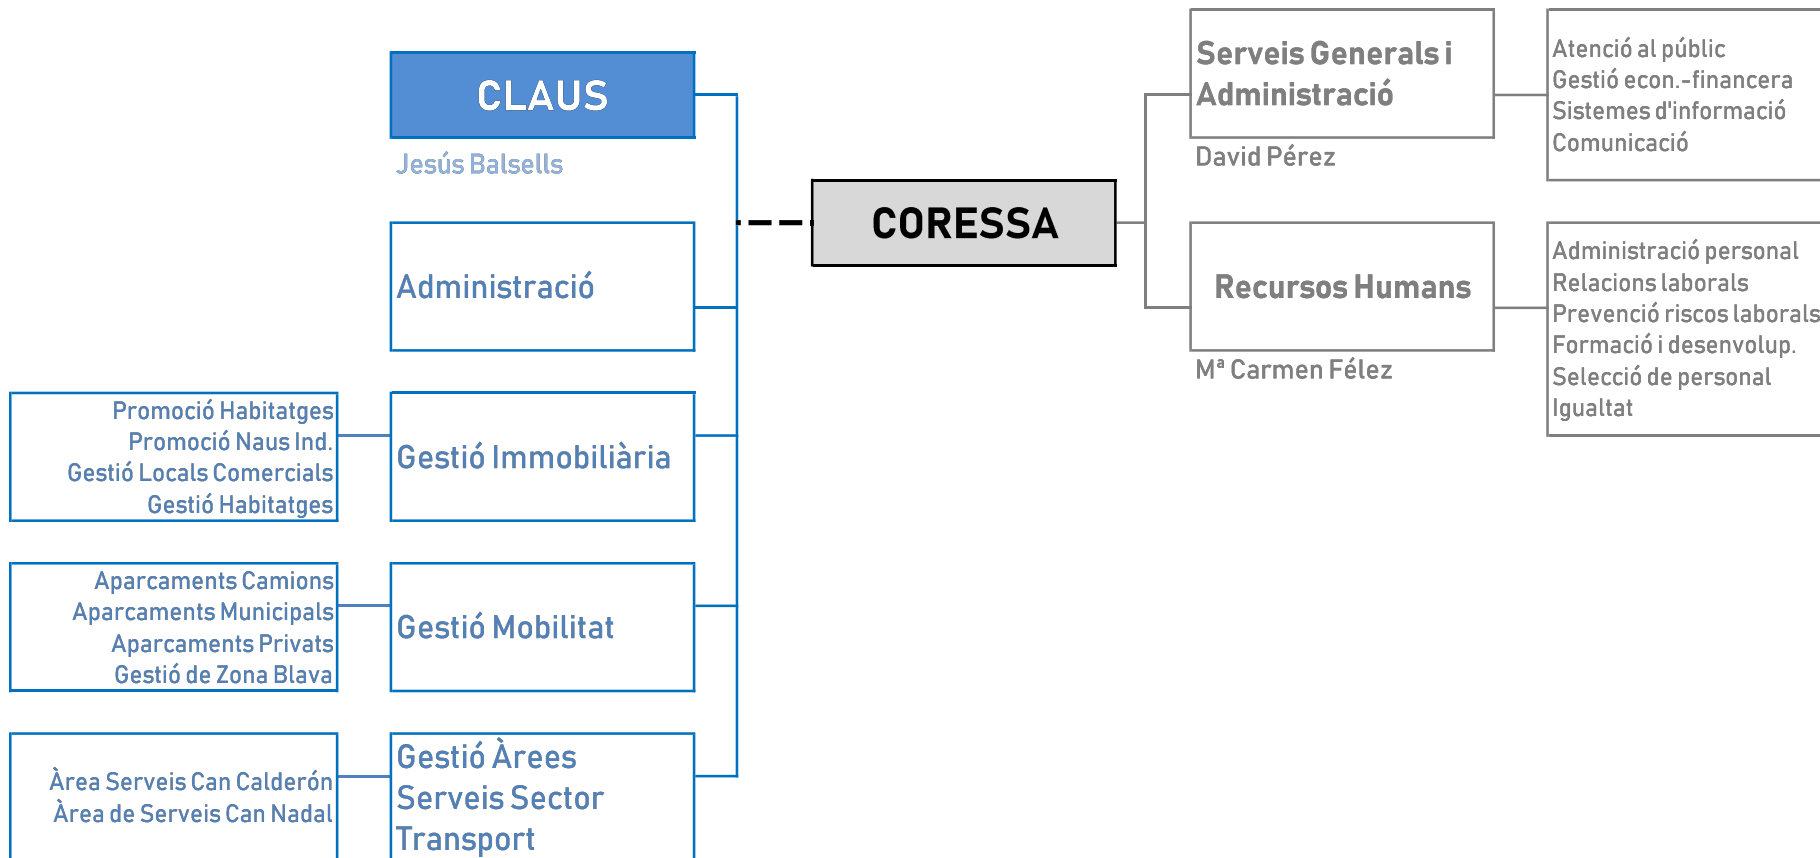 CLAUS
Jesús Balsells
Administració
Promoció Habitatges
Promoció Naus Ind.
Gestió Locals Comercials
Gestió Habitatges
Gestió Immobiliària
Aparcaments Camions
Aparcaments Municipals
Aparcaments Privats
Gestió de Zona Blava
Gestió Mobilitat
Àrea Serveis Can Calderón
Àrea de Serveis Can Nadal
Gestió Àrees
Serveis Sector
Transport
CORESSA
Serveis Generals i
Administració
David Pérez
Atenció al públic
Gestió econ.-financera
Sistemes d'informació
Comunicació
Recursos Humans
Mª Carmen Félez
Administració personal
Relacions laborals
Prevenció riscos laborals
Formació i desenvolup.
Selecció de personal
Igualtat